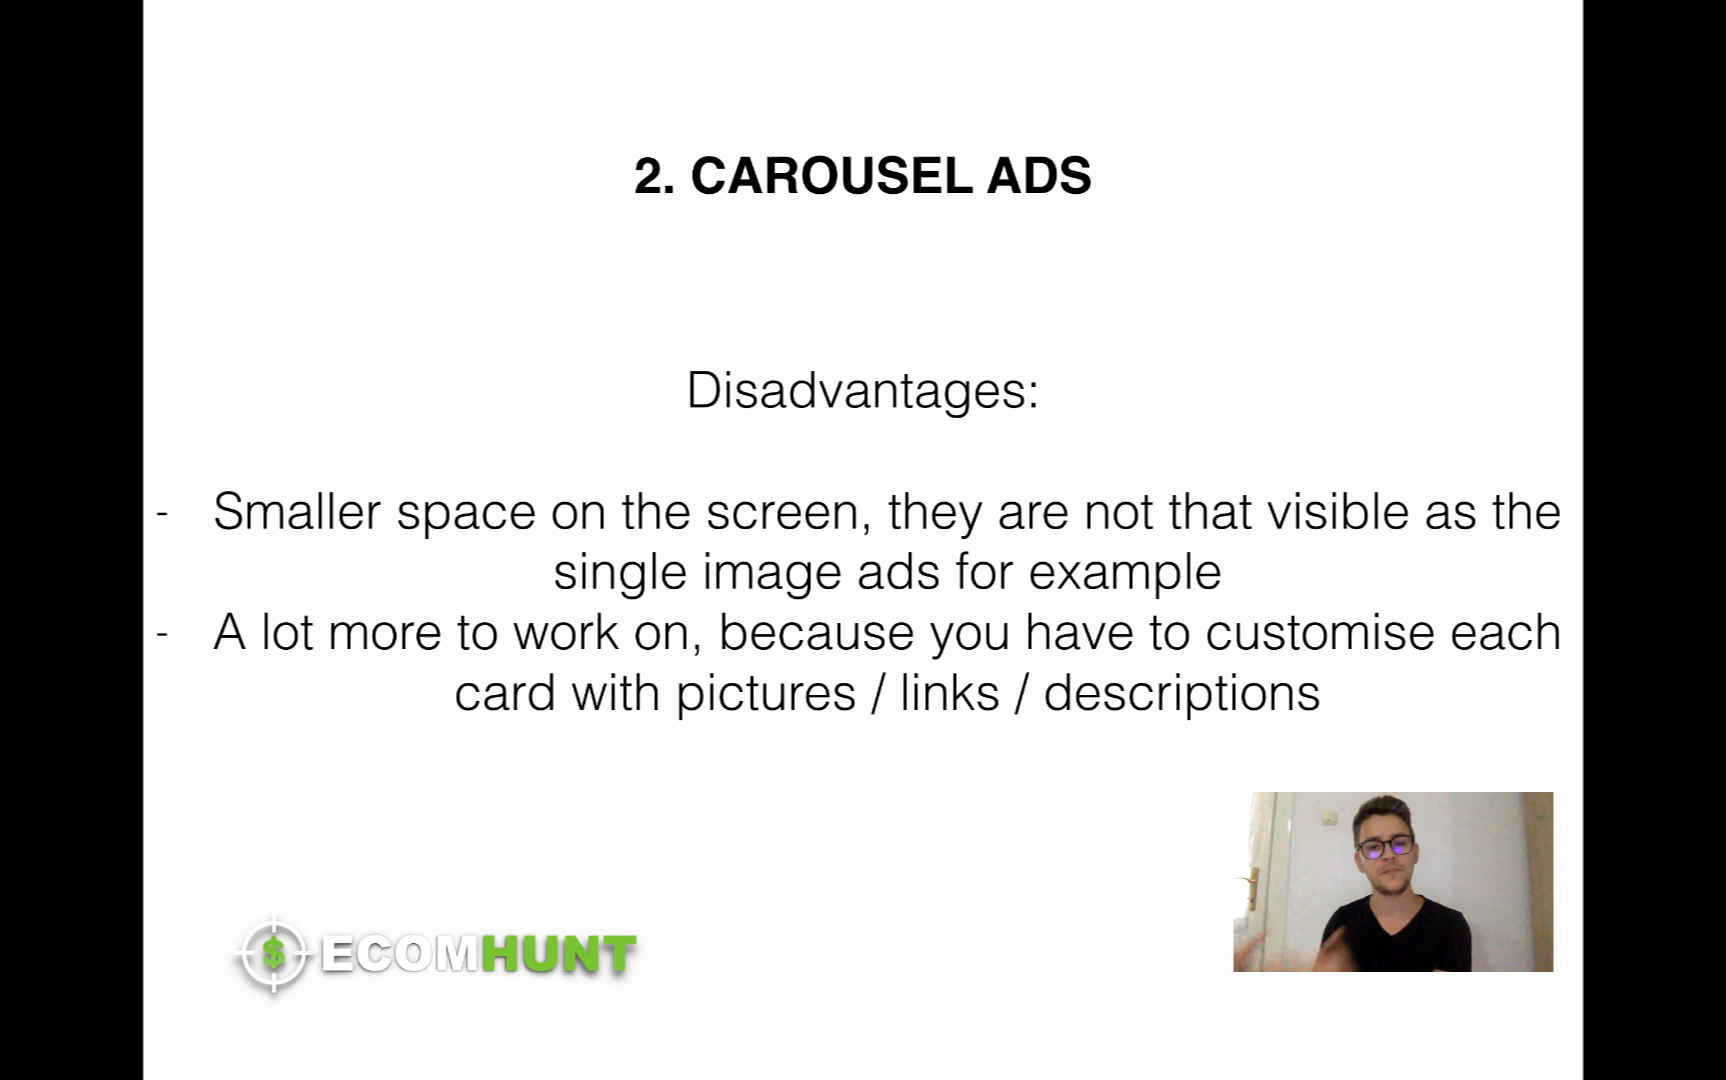 2. CAROUSEL ADS
Disadvantages:
- Smaller space on the screen, they are not that visible as the
single image ads for example
- A lot more to work on, because you have to customise each
card with pictures / links / descriptions
$ ECOMHUNT